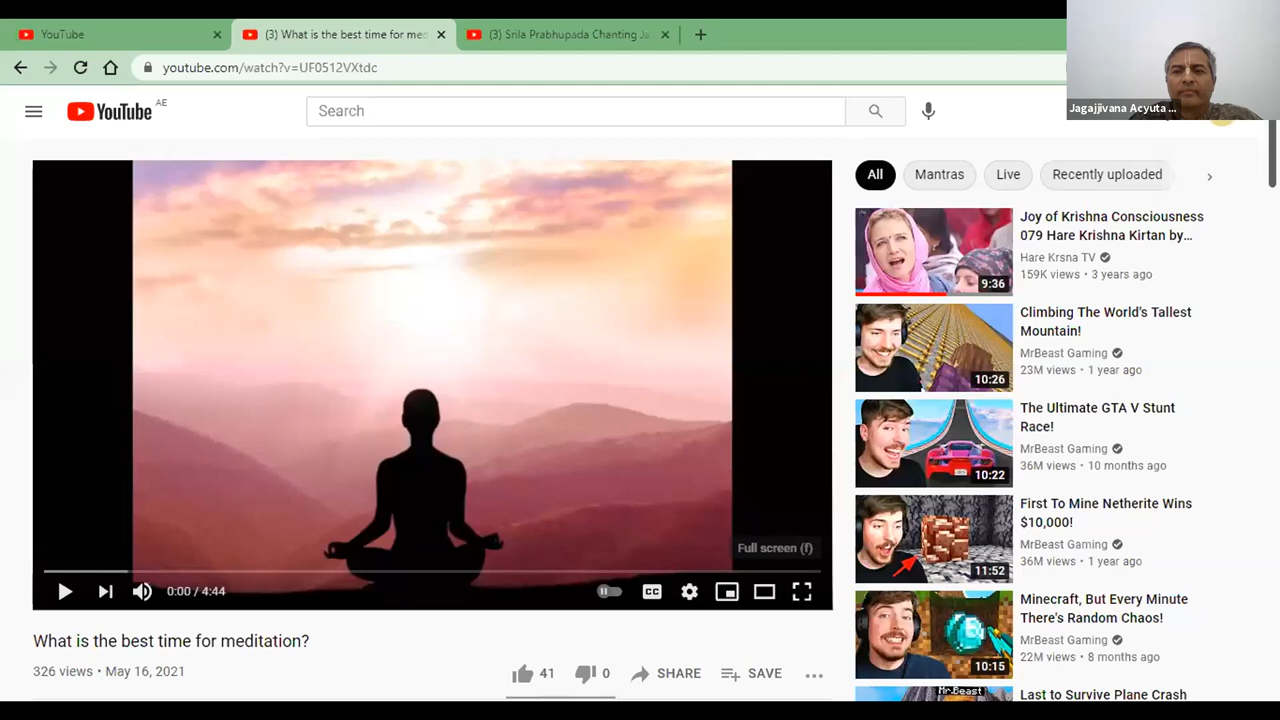 YouTube
(3) What is the best time for me
(3) Srila Prabhupada Chanting Ja
youtube.com/watch?v=UF0512VXtdc
Jagajjivana Acyuta ...
YouTube AE
Search
All
Mantras
Live
Recently uploaded
Joy of Krishna Consciousness
079 Hare Krishna Kirtan by…
Hare Krsna TV
159K views • 3 years ago
9:36
Climbing The World's Tallest
Mountain!
MrBeast Gaming
23M views • 1 year ago
10:26
The Ultimate GTA V Stunt
Race!
MrBeast Gaming
36M views • 10 months ago
10:22
First To Mine Netherite Wins
$10,000!
MrBeast Gaming
36M views • 1 year ago
11:52
Minecraft, But Every Minute
There's Random Chaos!
MrBeast Gaming
22M views • 8 months ago
10:15
Last to Survive Plane Crash
Mr.Beast
Full screen (f)
0:00 / 4:44
CC
What is the best time for meditation?
326 views • May 16, 2021
41
0
SHARE
SAVE